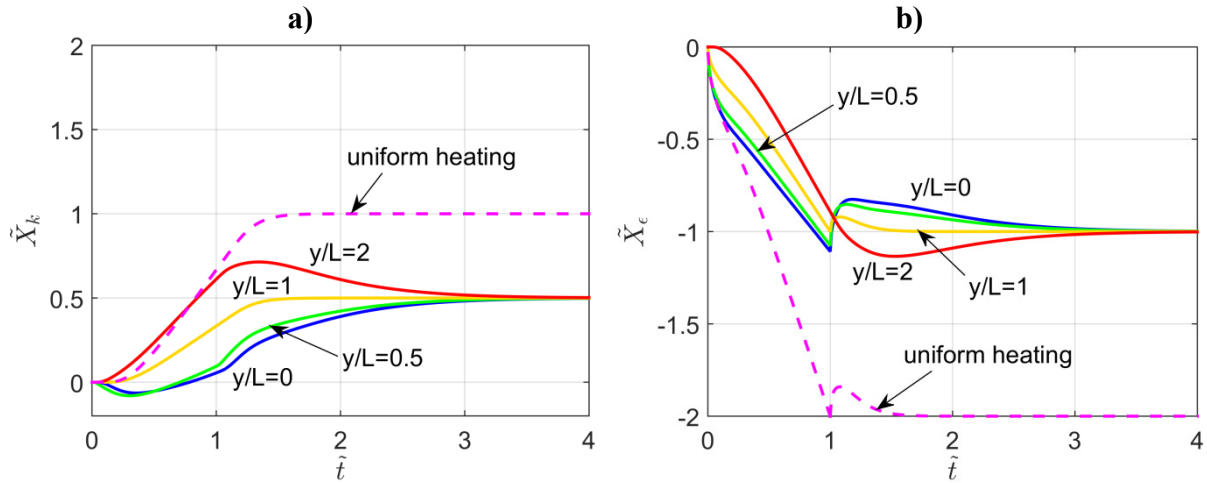 a)
2
1.5
1
0.5
0
0 1 2 3 4
X̃ₖ
t̃
uniform heating
y/L=2
y/L=1
y/L=0.5
y/L=0
b)
0
-0.5
-1
-1.5
-2
0 1 2 3 4
X̃ϵ
t̃
y/L=0.5
y/L=0
y/L=2
y/L=1
uniform heating